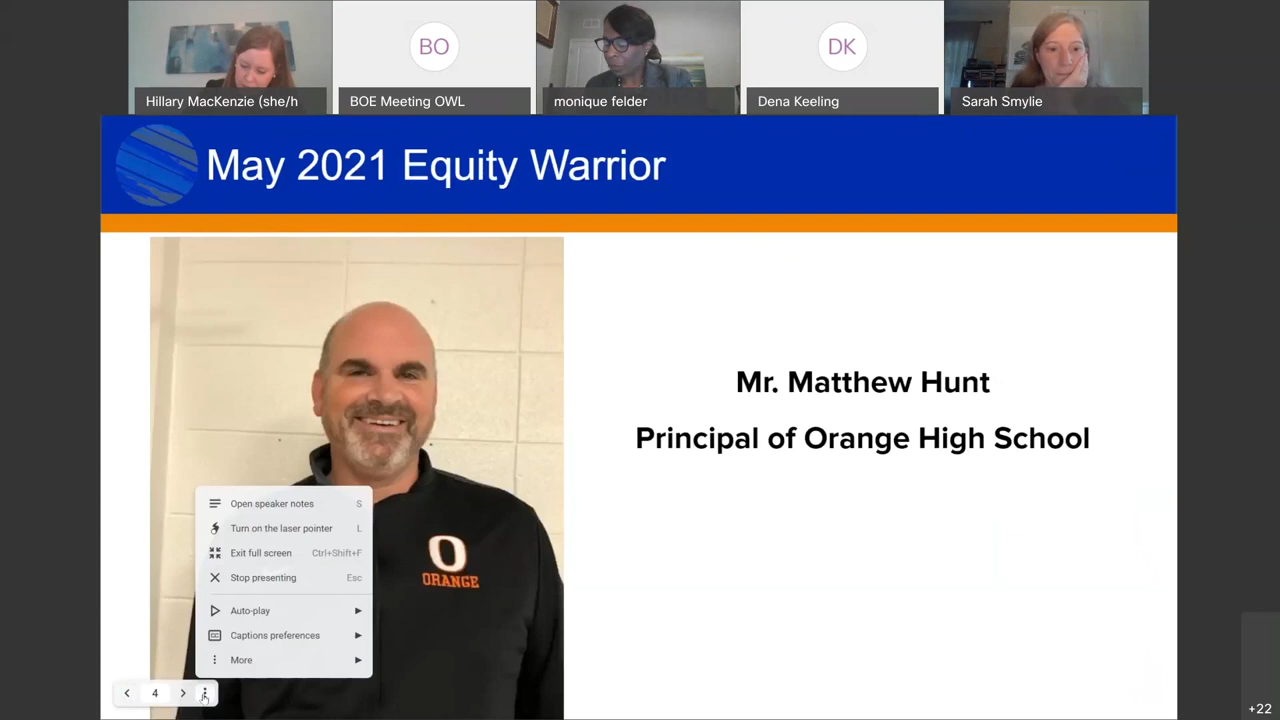 Hillary MacKenzie (she/h
BO
BOE Meeting OWL
monique felder
DK
Dena Keeling
Sarah Smylie
May 2021 Equity Warrior
Mr. Matthew Hunt
Principal of Orange High School
O
ORANGE
Open speaker notes S
Turn on the laser pointer L
Exit full screen Ctrl+Shift+F
Stop presenting Esc
Auto-play
CC Captions preferences
More
4
+22